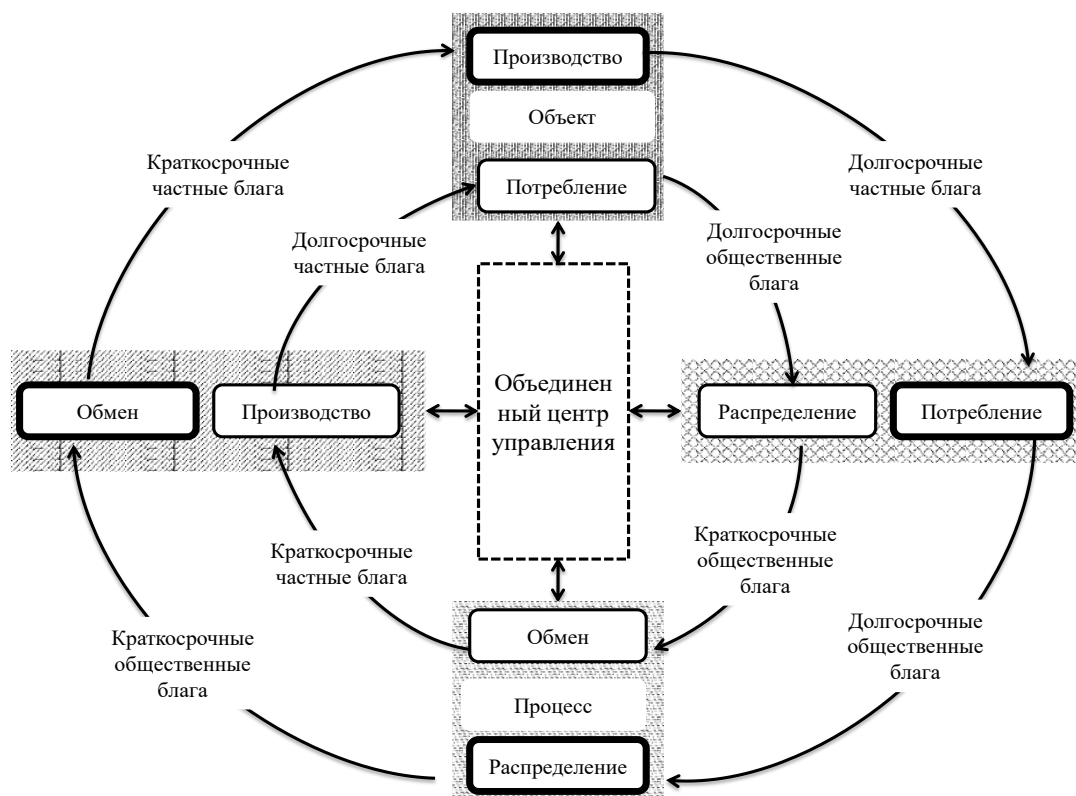 Производство
Объект
Потребление
Краткосрочные
частные блага
Долгосрочные
частные блага
Долгосрочные
частные блага
Долгосрочные
общественные
блага
Обмен
Производство
Объединен
ный центр
управления
Распределение
Потребление
Краткосрочные
частные блага
Краткосрочные
общественные
блага
Краткосрочные
общественные
блага
Долгосрочные
общественные
блага
Обмен
Процесс
Распределение